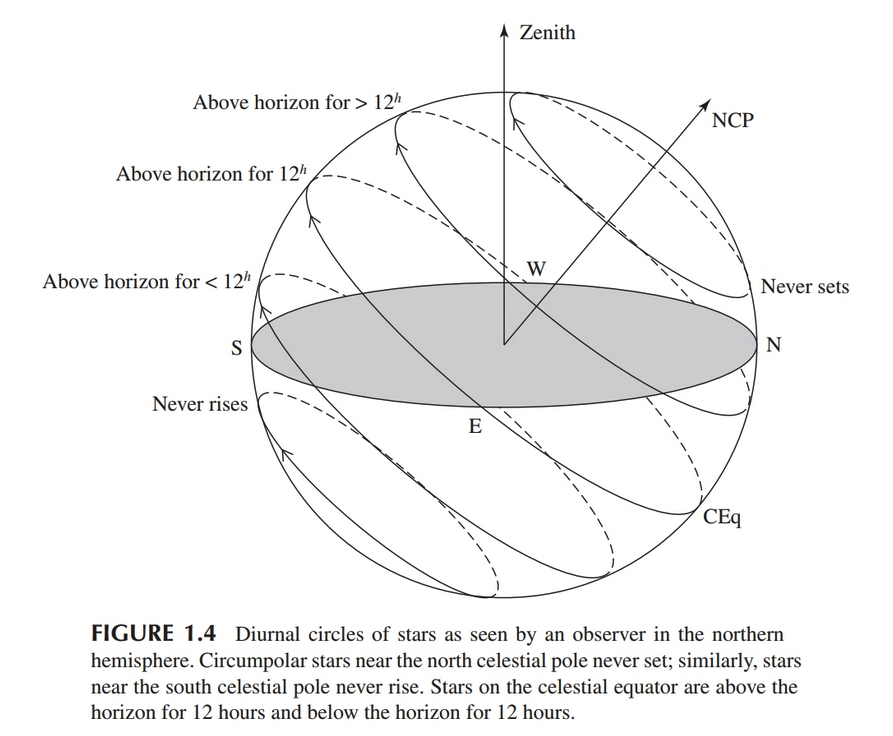 Zenith
Above horizon for > 12h
NCP
Above horizon for 12h
W
Above horizon for < 12h
Never sets
S
N
Never rises
E
CEq
FIGURE 1.4 Diurnal circles of stars as seen by an observer in the northern
hemisphere. Circumpolar stars near the north celestial pole never set; similarly, stars
near the south celestial pole never rise. Stars on the celestial equator are above the
horizon for 12 hours and below the horizon for 12 hours.